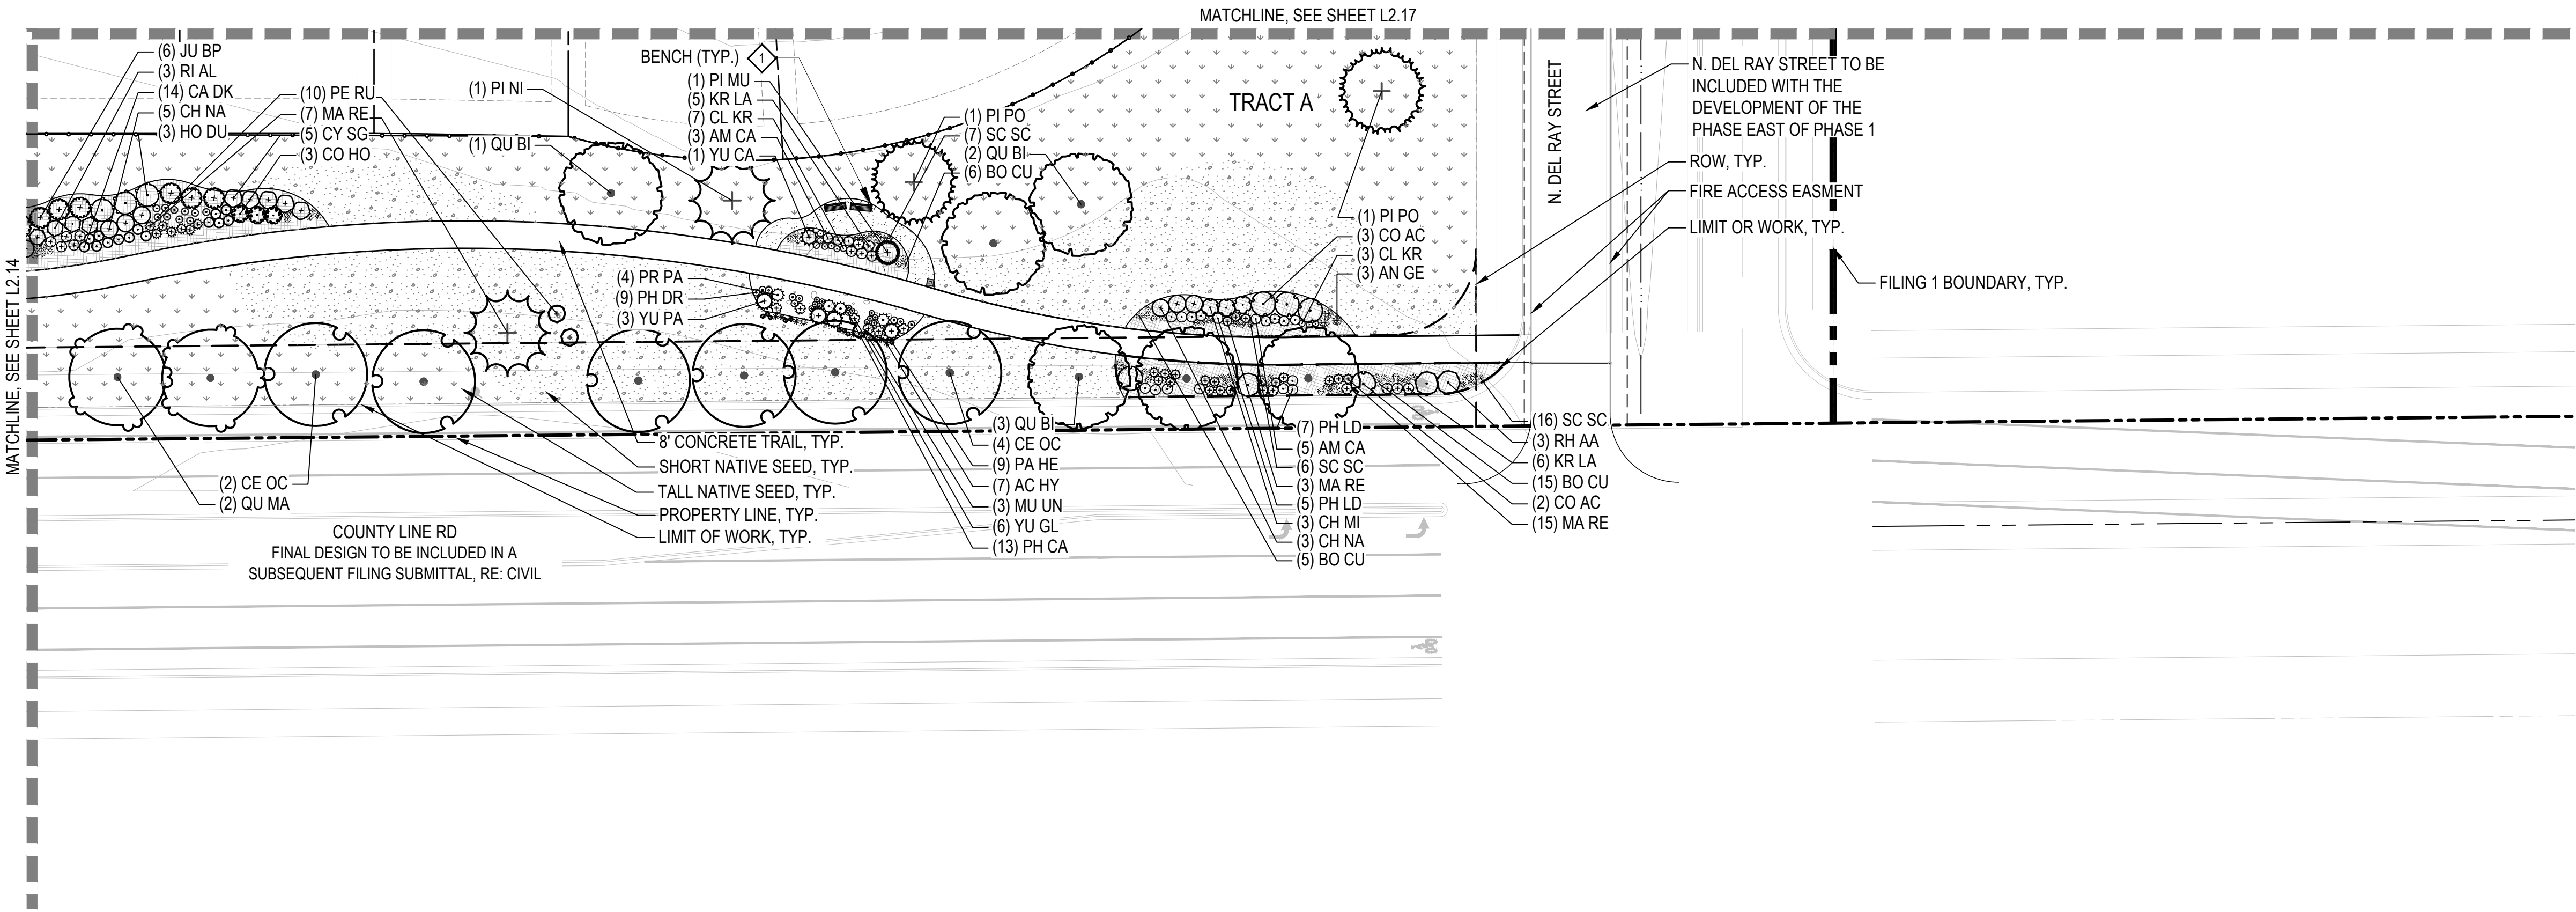 MATCHLINE, SEE SHEET L2.17
MATCHLINE, SEE SHEET L2.14
(6) JU BP
(3) RI AL
(14) CA DK
(5) CH NA
(3) HO DU
(10) PE RU
(7) MA RE
(5) CY SG
(3) CO HO
(1) PI NI
(1) QU BI
BENCH (TYP.)
1
(1) PI MU
(5) KR LA
(7) CL KR
(3) AM CA
(1) YU CA
(1) PI PO
(7) SC SC
(2) QU BI
(6) BO CU
TRACT A
N. DEL RAY STREET
N. DEL RAY STREET TO BE
INCLUDED WITH THE
DEVELOPMENT OF THE
PHASE EAST OF PHASE 1
ROW, TYP.
FIRE ACCESS EASMENT
LIMIT OR WORK, TYP.
FILING 1 BOUNDARY, TYP.
(1) PI PO
(3) CO AC
(3) CL KR
(3) AN GE
(4) PR PA
(9) PH DR
(3) YU PA
8' CONCRETE TRAIL, TYP.
SHORT NATIVE SEED, TYP.
TALL NATIVE SEED, TYP.
PROPERTY LINE, TYP.
LIMIT OF WORK, TYP.
(2) CE OC
(2) QU MA
COUNTY LINE RD
FINAL DESIGN TO BE INCLUDED IN A
SUBSEQUENT FILING SUBMITTAL, RE: CIVIL
(3) QU BI
(4) CE OC
(9) PA HE
(7) AC HY
(3) MU UN
(6) YU GL
(13) PH CA
(7) PH LD
(5) AM CA
(6) SC SC
(3) MA RE
(5) PH LD
(3) CH MI
(3) CH NA
(5) BO CU
(16) SC SC
(3) RH AA
(6) KR LA
(15) BO CU
(2) CO AC
(15) MA RE